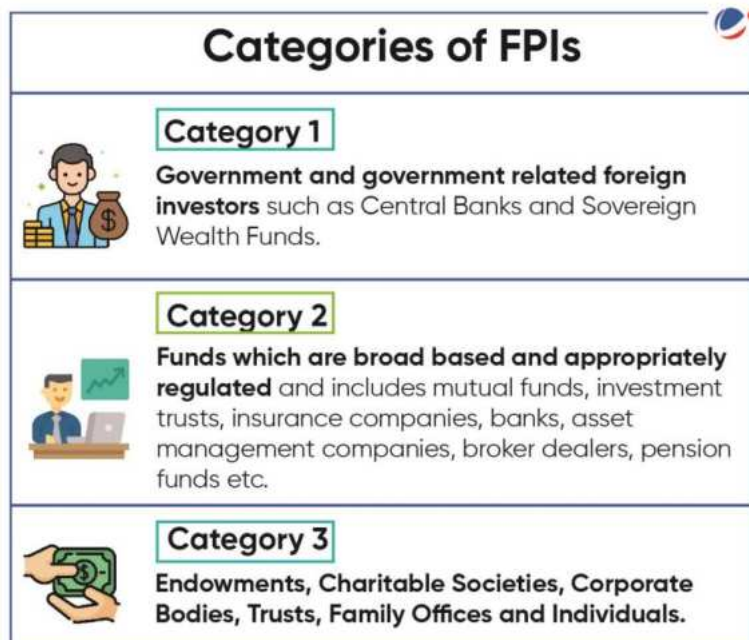 Categories of FPIs
Category 1
Government and government related foreign
investors such as Central Banks and Sovereign
Wealth Funds.
$
Category 2
Funds which are broad based and appropriately
regulated and includes mutual funds, investment
trusts, insurance companies, banks, asset
management companies, broker dealers, pension
funds etc.
Category 3
$
Endowments, Charitable Societies, Corporate
Bodies, Trusts, Family Offices and Individuals.